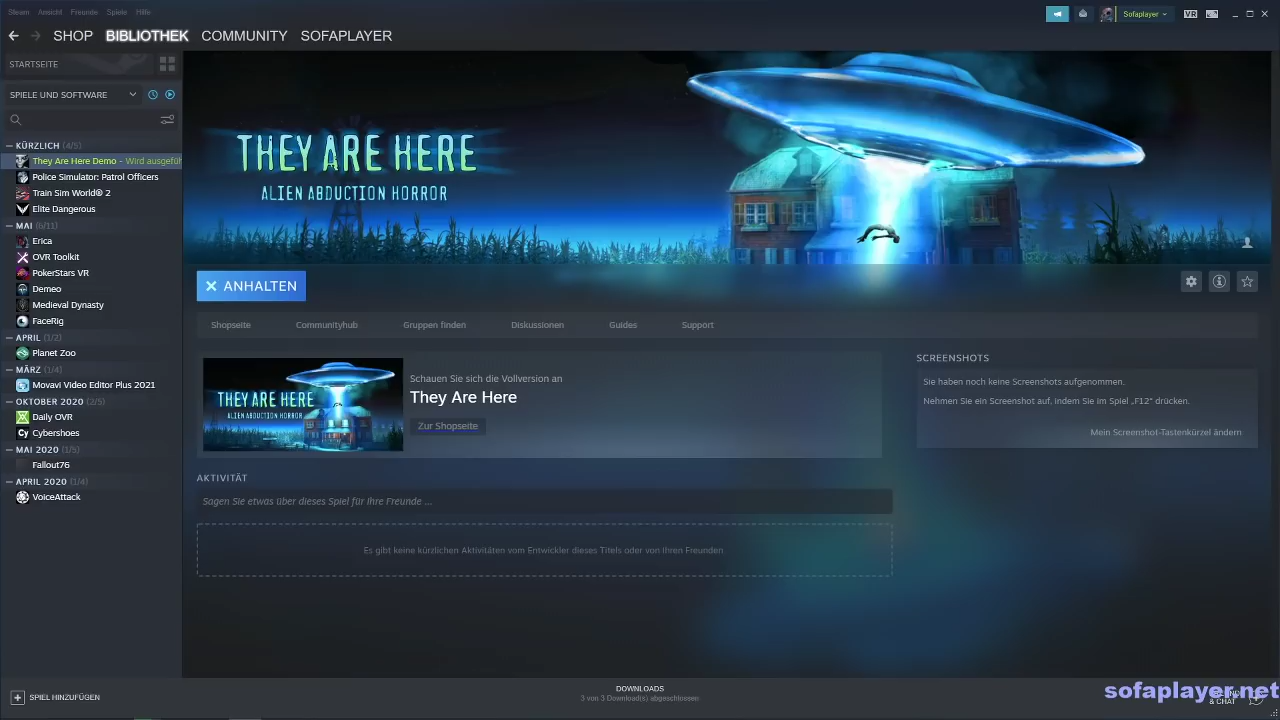 Steam Ansicht Freunde Spiele Hilfe
Sofaplayer
VR
SHOP BIBLIOTHEK COMMUNITY SOFAPLAYER
STARTSEITE
SPIELE UND SOFTWARE
KÜRZLICH (4/5)
They Are Here Demo - Wird ausgefüh
Police Simulator: Patrol Officers
Train Sim World® 2
Elite Dangerous
MAI (6/11)
Erica
OVR Toolkit
PokerStars VR
Demeo
Medieval Dynasty
FaceRig
APRIL (1/2)
Planet Zoo
MÄRZ (1/4)
Movavi Video Editor Plus 2021
OKTOBER 2020 (2/5)
Daily OVR
Cybershoes
MAI 2020 (1/5)
Fallout76
APRIL 2020 (1/4)
VoiceAttack
SPIEL HINZUFÜGEN
THEY ARE HERE
ALIEN ABDUCTION HORROR
ANHALTEN
Shopseite Communityhub Gruppen finden Diskussionen Guides Support
THEY ARE HERE
ALIEN ABDUCTION HORROR
Schauen Sie sich die Vollversion an
They Are Here
Zur Shopseite
SCREENSHOTS
Sie haben noch keine Screenshots aufgenommen.
Nehmen Sie ein Screenshot auf, indem Sie im Spiel „F12“ drücken.
Mein Screenshot-Tastenkürzel ändern
AKTIVITÄT
Sagen Sie etwas über dieses Spiel für Ihre Freunde ...
Es gibt keine kürzlichen Aktivitäten vom Entwickler dieses Titels oder von Ihren Freunden
DOWNLOADS
3 von 3 Download(s) abgeschlossen
sofaplayer.net
& CHAT